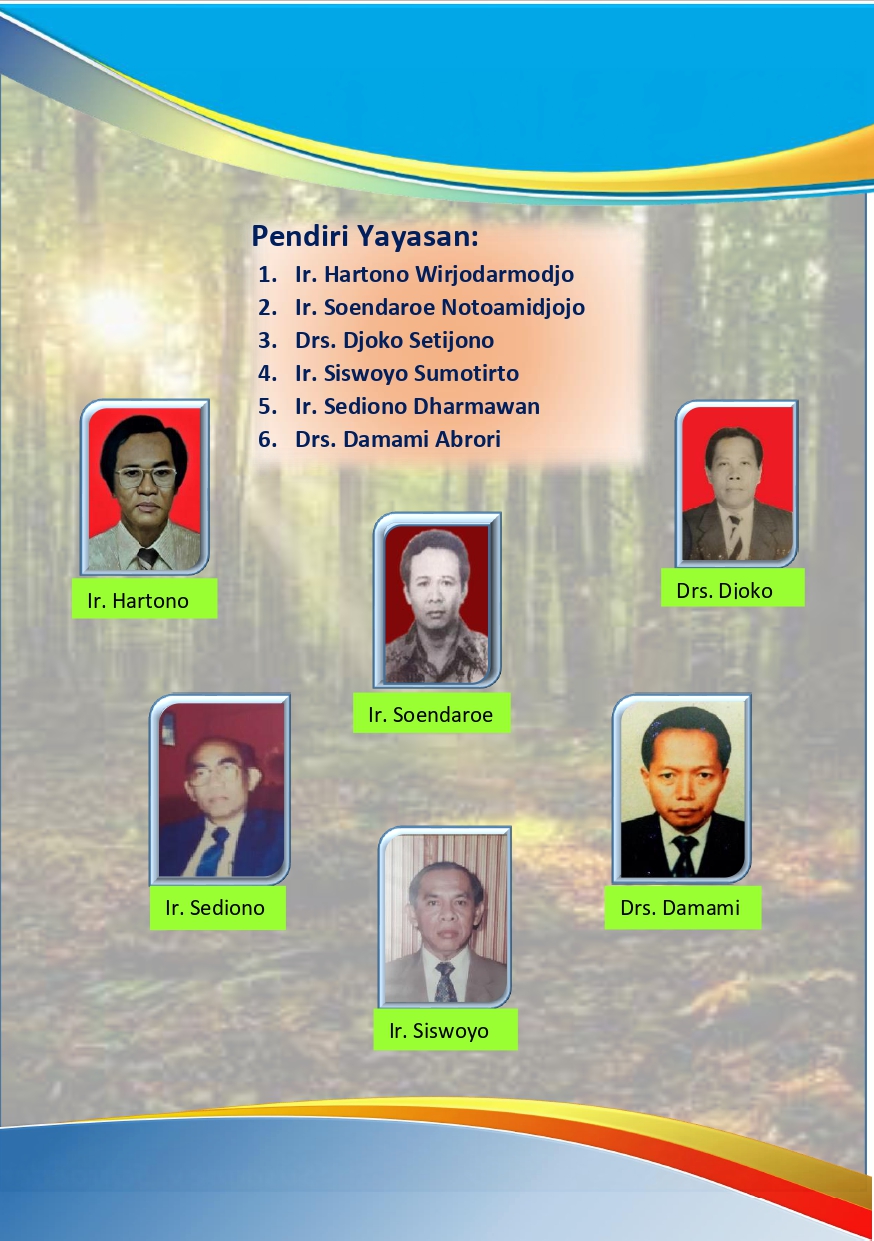 Pendiri Yayasan:
1. Ir. Hartono Wirjodarmodjo
2. Ir. Soendaroe Notoamidjojo
3. Drs. Djoko Setijono
4. Ir. Siswoyo Sumotirto
5. Ir. Sediono Dharmawan
6. Drs. Damami Abrori
Ir. Hartono
Drs. Djoko
Ir. Soendaroe
Ir. Sediono
Drs. Damami
Ir. Siswoyo